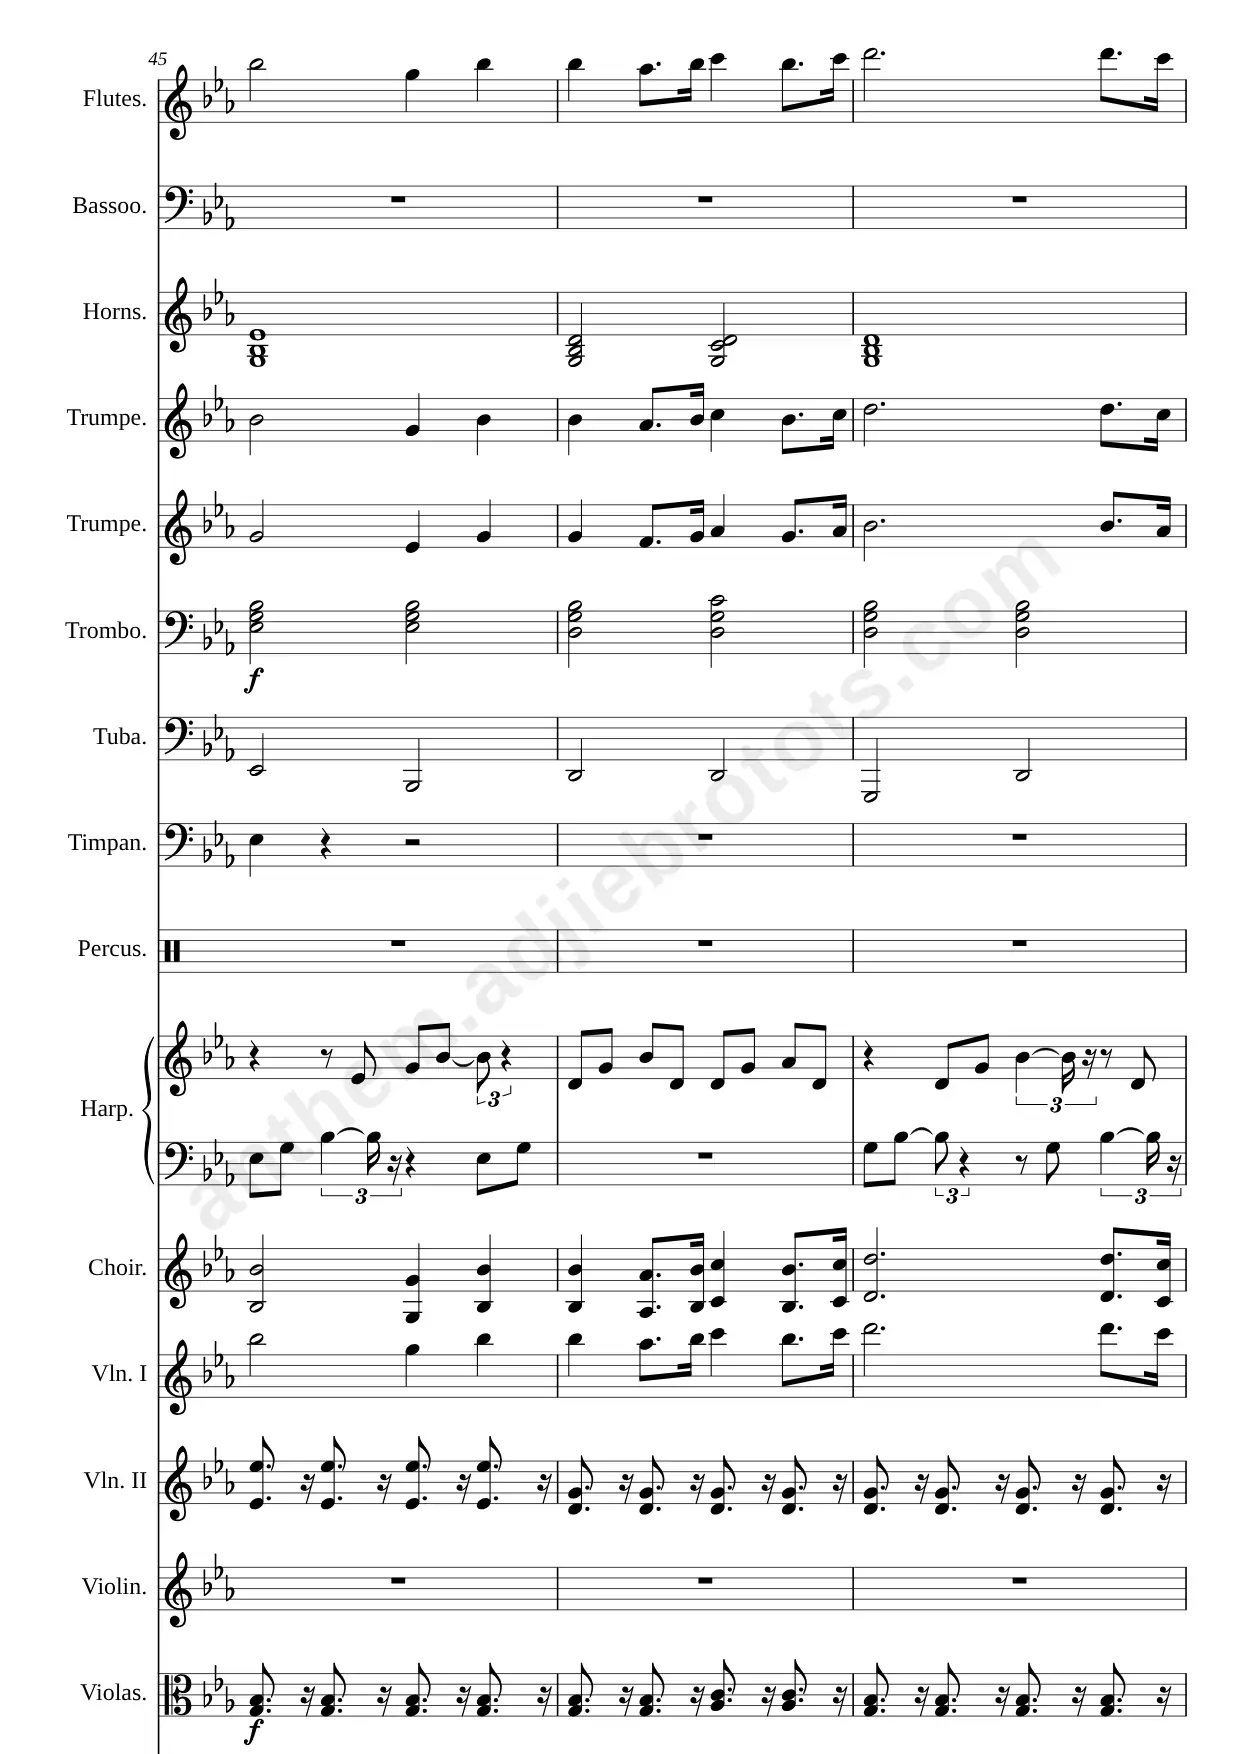 45
Flutes.
Bassoo.
Horns.
Trumpe.
Trumpe.
Trombo.
f
Tuba.
Timpan.
Percus.
3
3
Harp.
3
3
3
Choir.
Vln. I
Vln. II
Violin.
Violas.
f
anthem.adjiebrotots.com